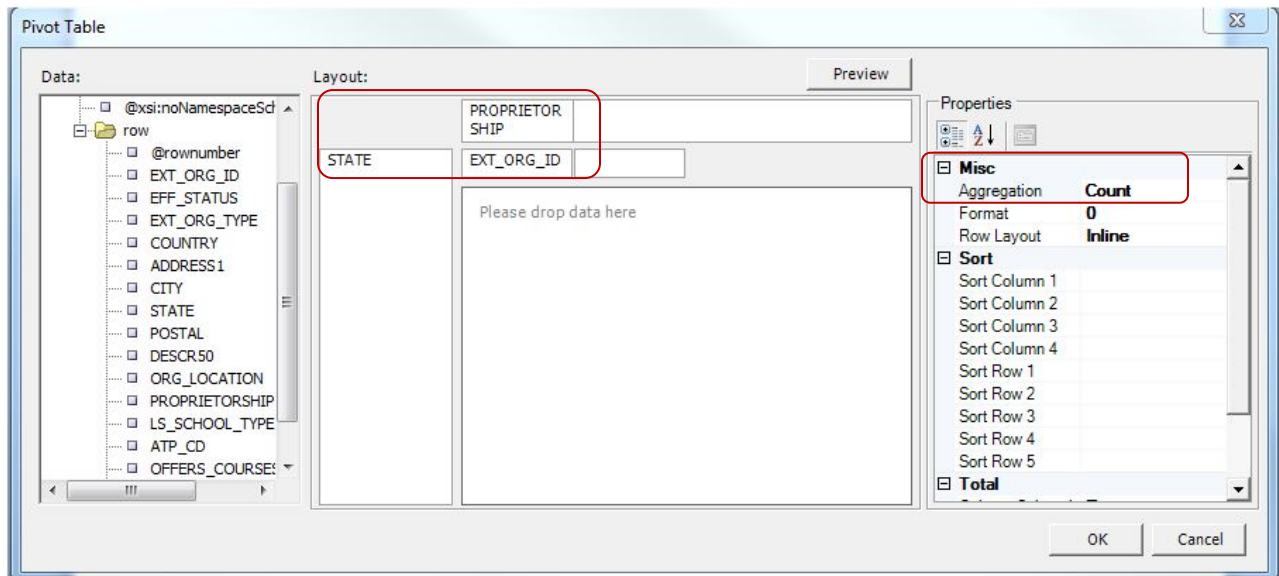 Pivot Table
Data:
@xsi:noNamespaceSch
row
@rownumber
EXT_ORG_ID
EFF_STATUS
EXT_ORG_TYPE
COUNTRY
ADDRESS1
CITY
STATE
POSTAL
DESCR50
ORG_LOCATION
PROPRIETORSHIP
LS_SCHOOL_TYPE
ATP_CD
OFFERS_COURSES
Layout:
Preview
PROPRIETOR
SHIP
STATE
EXT_ORG_ID
Please drop data here
Properties
Misc
Aggregation Count
Format 0
Row Layout Inline
Sort
Sort Column 1
Sort Column 2
Sort Column 3
Sort Column 4
Sort Row 1
Sort Row 2
Sort Row 3
Sort Row 4
Sort Row 5
Total
OK Cancel